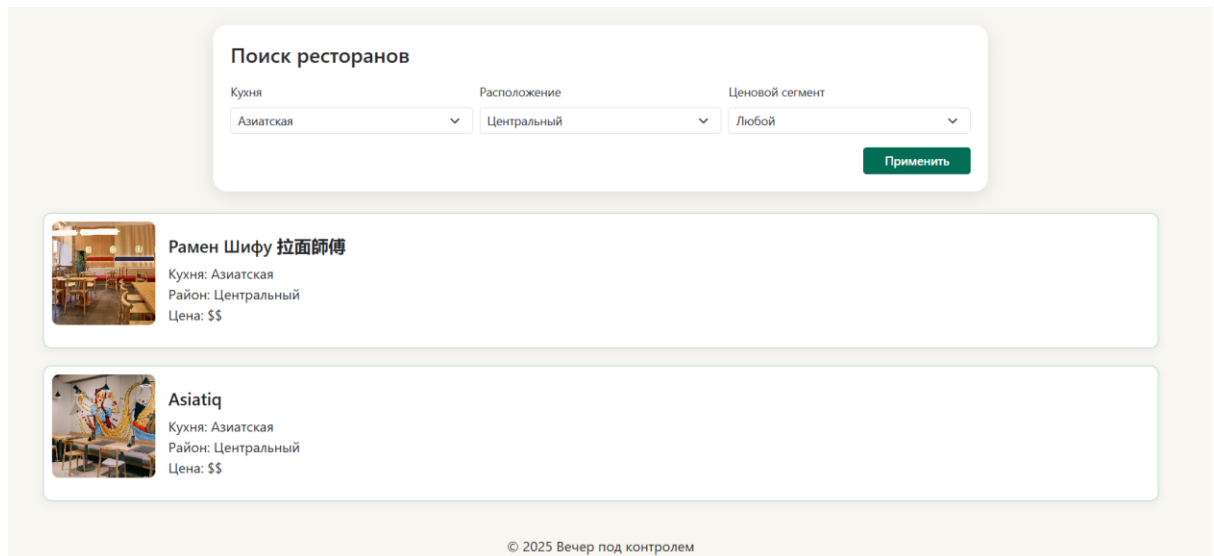 Поиск ресторанов
Кухня Расположение Ценовой сегмент
Азиатская Центральный Любой
Применить
Рамен Шифу 拉面師傅
Кухня: Азиатская
Район: Центральный
Цена: $$
Asiatiq
Кухня: Азиатская
Район: Центральный
Цена: $$
© 2025 Вечер под контролем